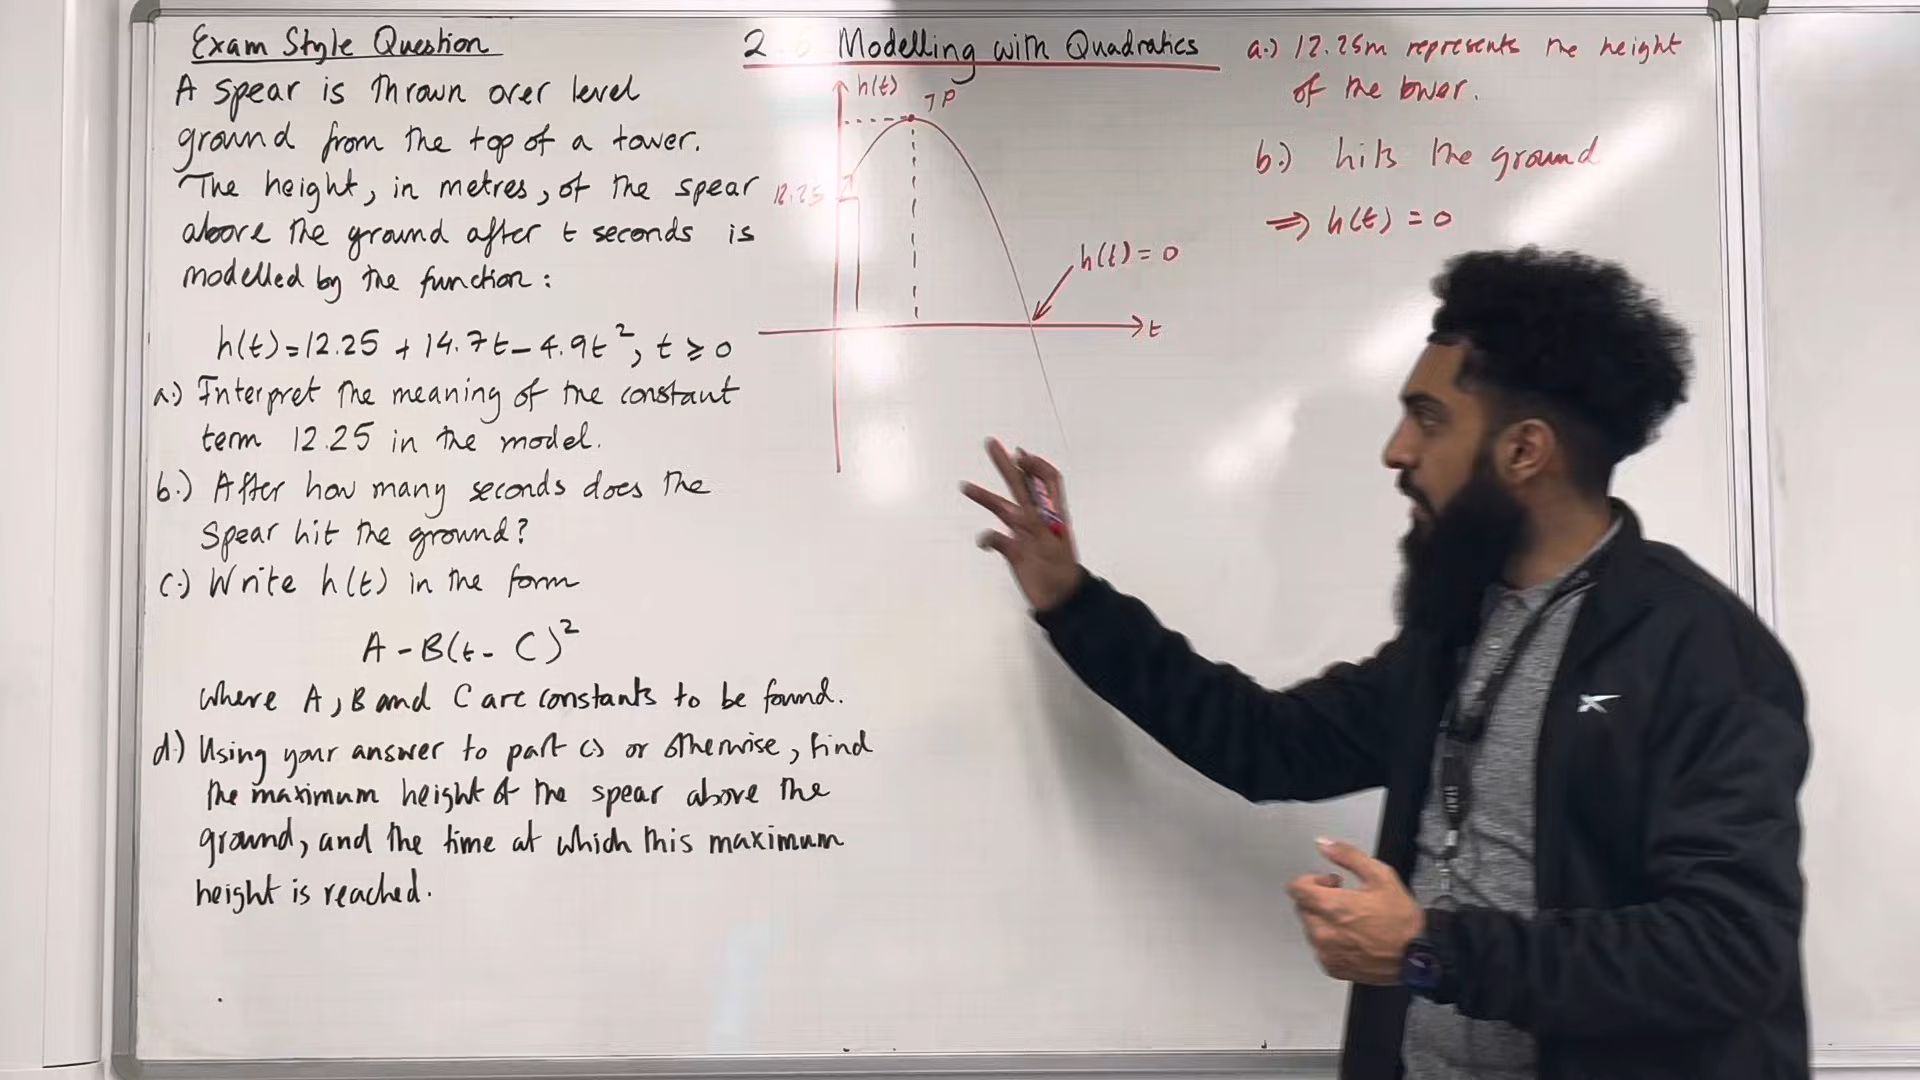 Exam Style Question
A spear is thrown over level
ground from the top of a tower.
The height, in metres, of the spear
above the ground after t seconds is
modelled by the function:
h(t)=12.25 + 14.7t - 4.9t², t ≥ 0
a.) Interpret the meaning of the constant
term 12.25 in the model.
b.) After how many seconds does the
spear hit the ground?
c.) Write h(t) in the form
A - B(t - C)²
where A, B and C are constants to be found.
d.) Using your answer to part c) or otherwise, find
the maximum height of the spear above the
ground, and the time at which this maximum
height is reached.
2.6 Modelling with Quadratics
h(t)
P
12.25
h(t) = 0
t
a.) 12.25m represents the height
of the tower.
b.) hits the ground
⇒ h(t) = 0
STAFF